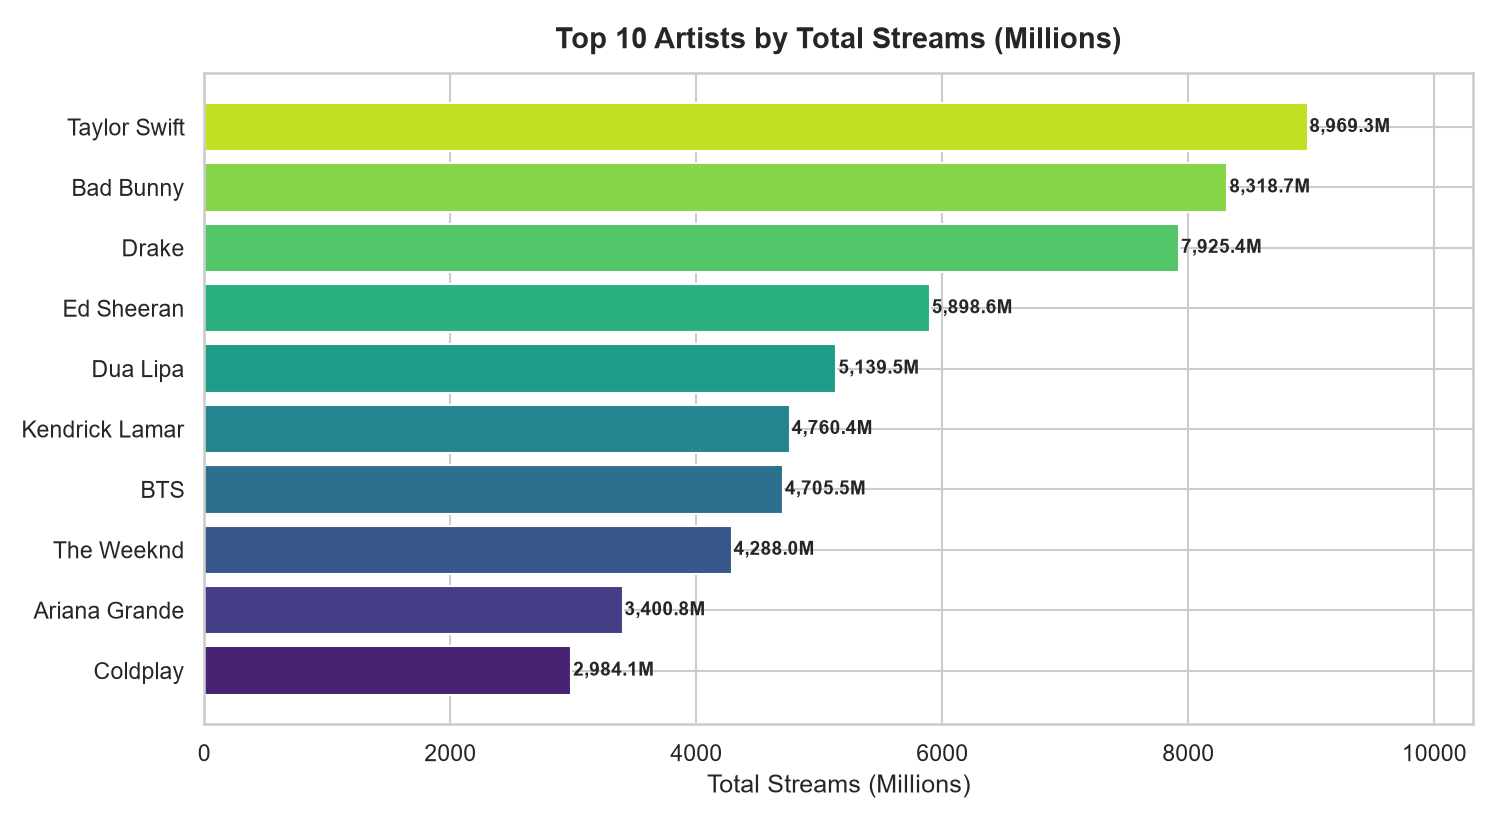 Top 10 Artists by Total Streams (Millions)
Taylor Swift 8,969.3M
Bad Bunny 8,318.7M
Drake 7,925.4M
Ed Sheeran 5,898.6M
Dua Lipa 5,139.5M
Kendrick Lamar 4,760.4M
BTS 4,705.5M
The Weeknd 4,288.0M
Ariana Grande 3,400.8M
Coldplay 2,984.1M
0 2000 4000 6000 8000 10000
Total Streams (Millions)